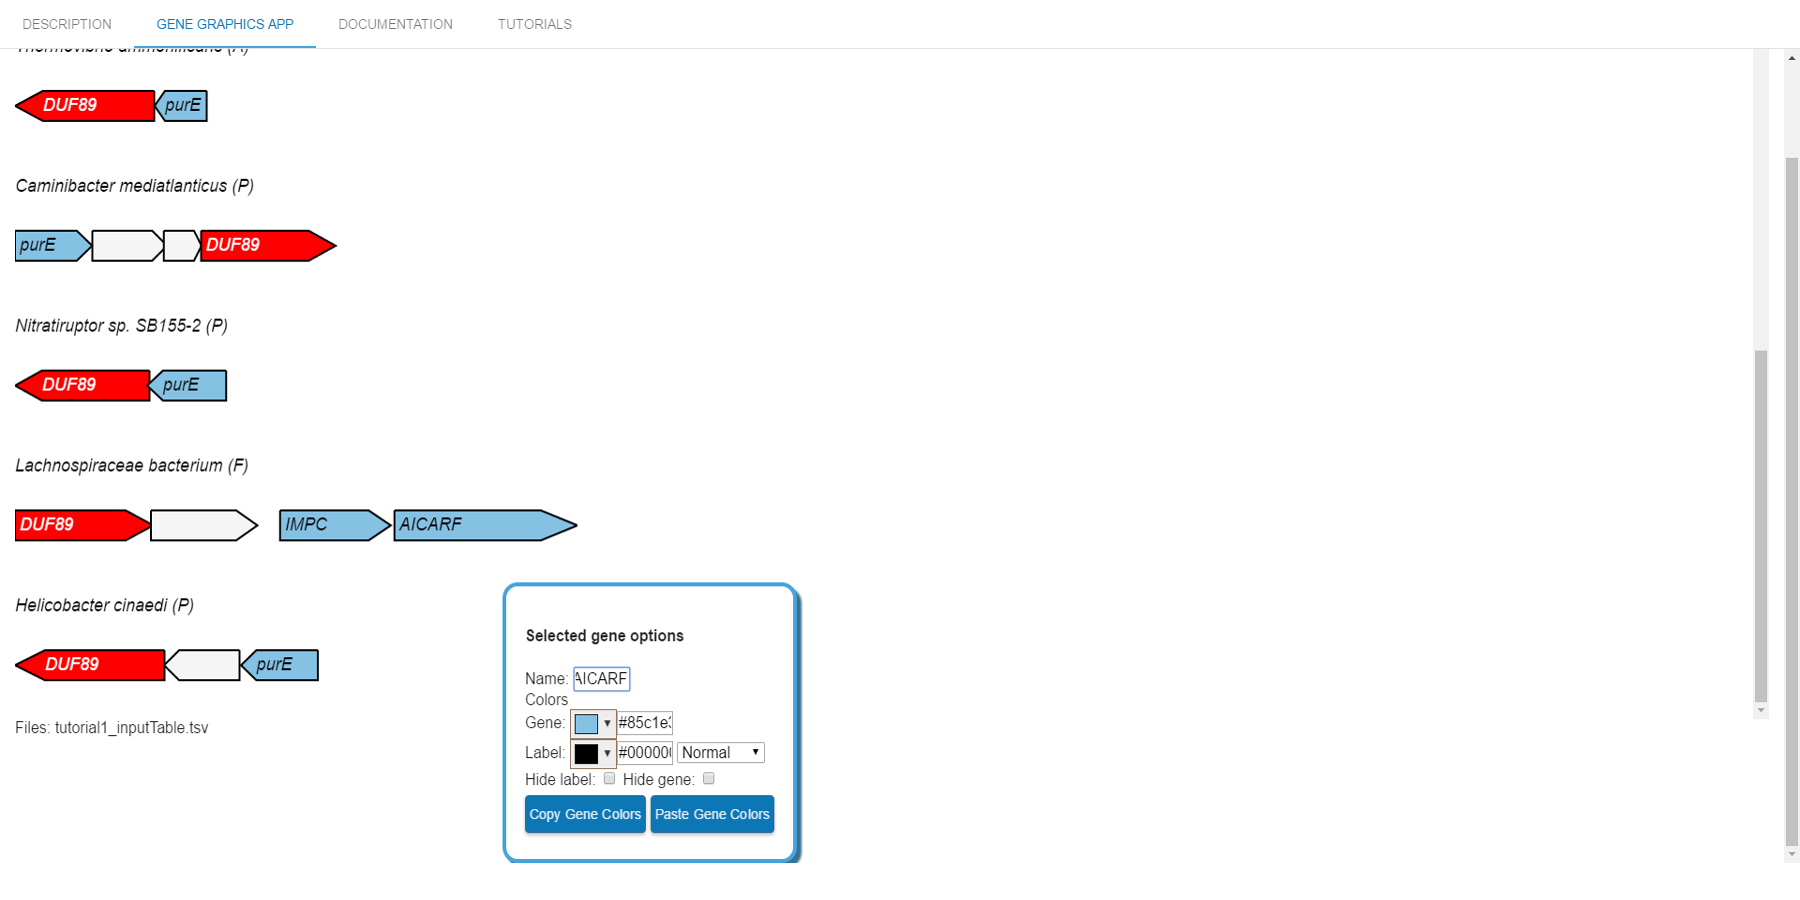 DESCRIPTION GENE GRAPHICS APP DOCUMENTATION TUTORIALS
Thermovibrio ammonificans (A)
DUF89 purE
Caminibacter mediatlanticus (P)
purE DUF89
Nitratiruptor sp. SB155-2 (P)
DUF89 purE
Lachnospiraceae bacterium (F)
DUF89 IMPC AICARF
Helicobacter cinaedi (P)
DUF89 purE
Files: tutorial1_inputTable.tsv
Selected gene options
Name: AICARF
Colors
Gene: #85c1e
Label: #00000 Normal
Hide label: Hide gene:
Copy Gene Colors Paste Gene Colors